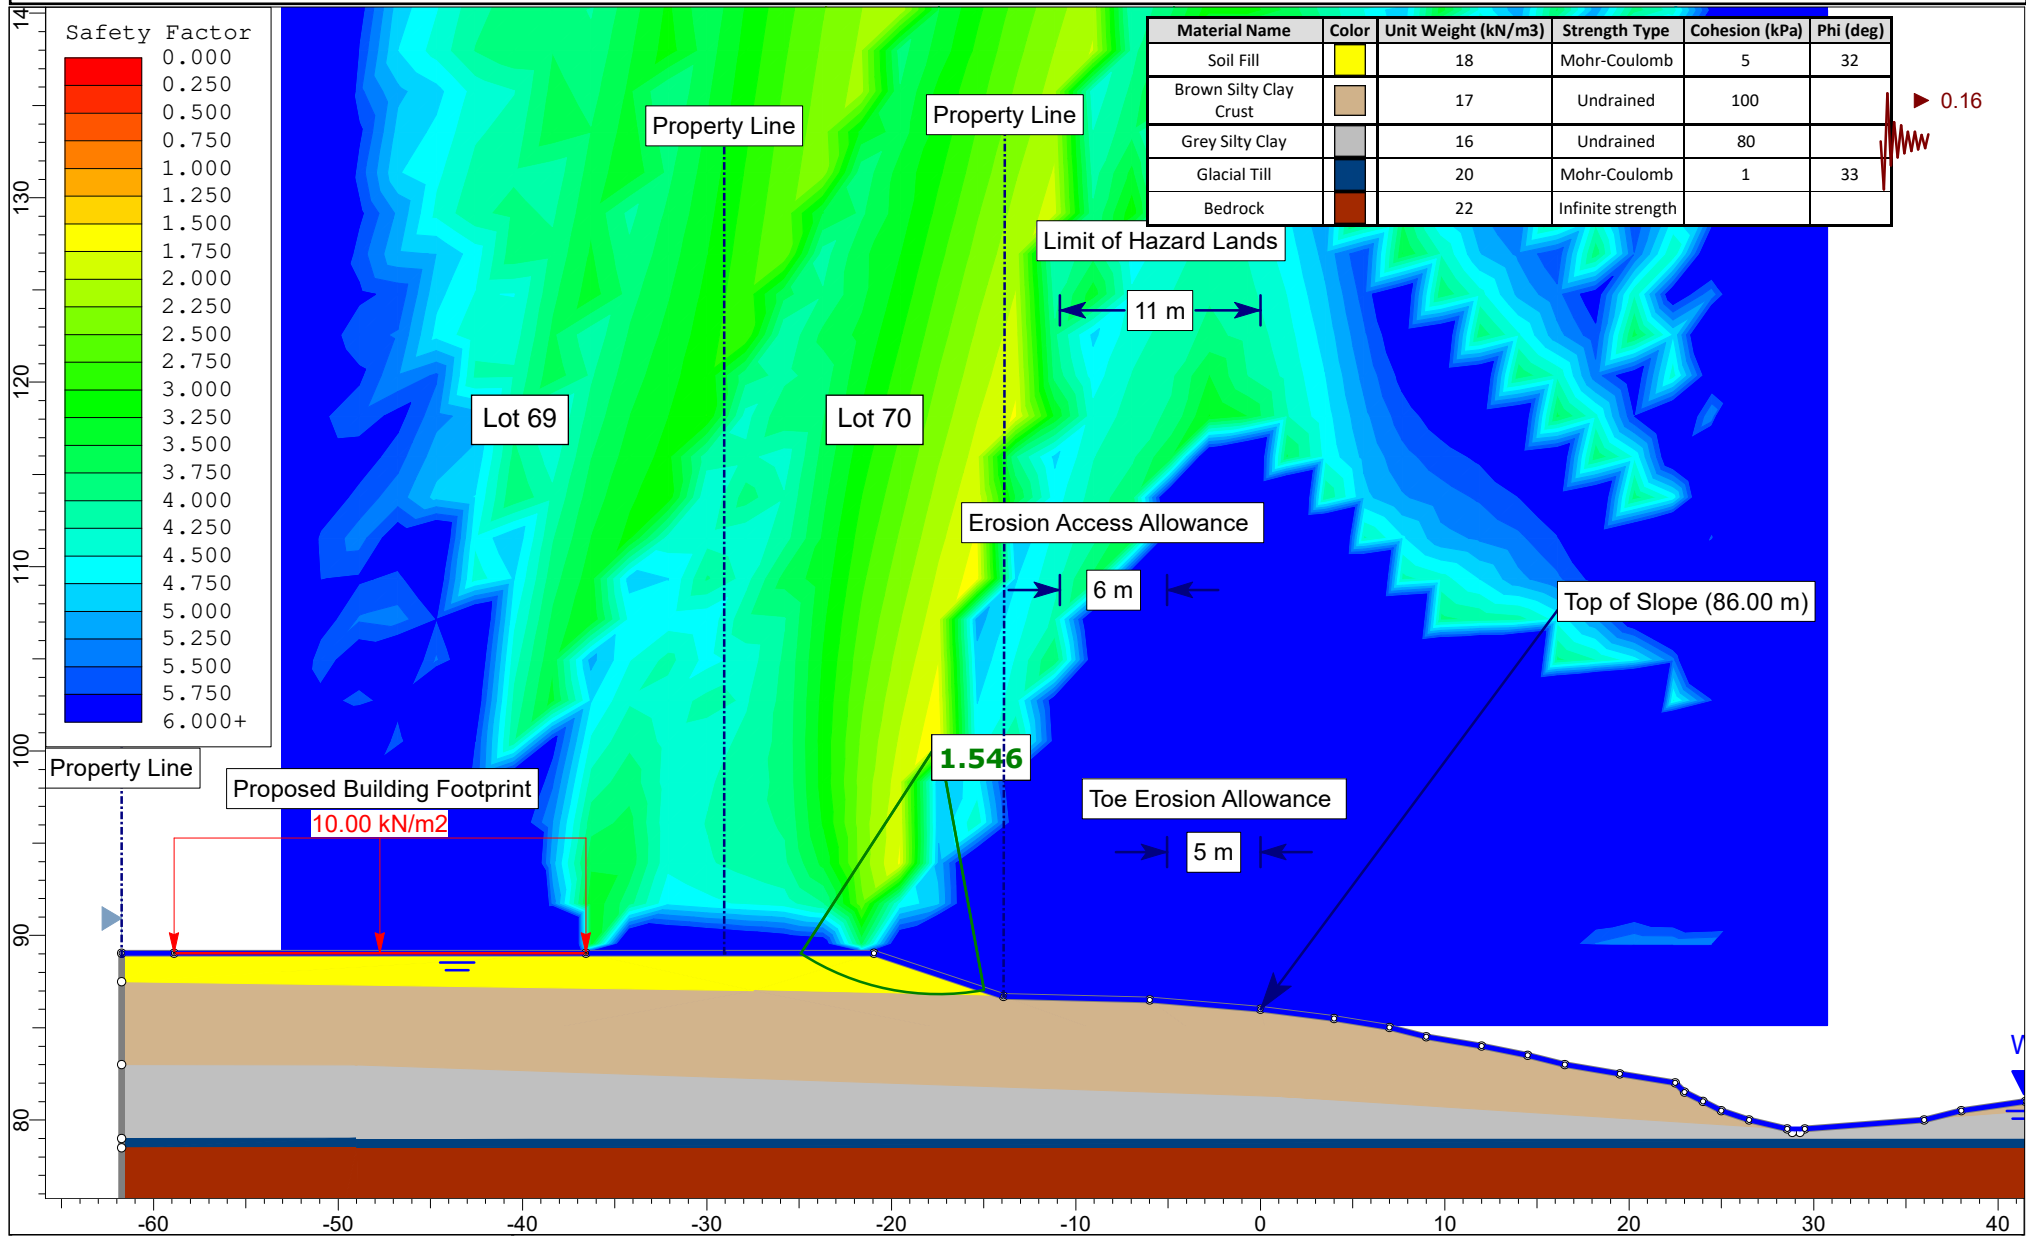 Safety Factor
0.000
0.250
0.500
0.750
1.000
1.250
1.500
1.750
2.000
2.250
2.500
2.750
3.000
3.250
3.500
3.750
4.000
4.250
4.500
4.750
5.000
5.250
5.500
5.750
6.000+
Material Name Color Unit Weight (kN/m3) Strength Type Cohesion (kPa) Phi (deg)
Soil Fill 18 Mohr-Coulomb 5 32
Brown Silty Clay
Crust 17 Undrained 100
Grey Silty Clay 16 Undrained 80
Glacial Till 20 Mohr-Coulomb 1 33
Bedrock 22 Infinite strength
0.16
Property Line
Property Line
Limit of Hazard Lands
11 m
Lot 69
Lot 70
Erosion Access Allowance
6 m
Top of Slope (86.00 m)
1.546
Property Line
Proposed Building Footprint
10.00 kN/m2
Toe Erosion Allowance
5 m
W
14
130
120
110
100
90
80
-60 -50 -40 -30 -20 -10 0 10 20 30 40